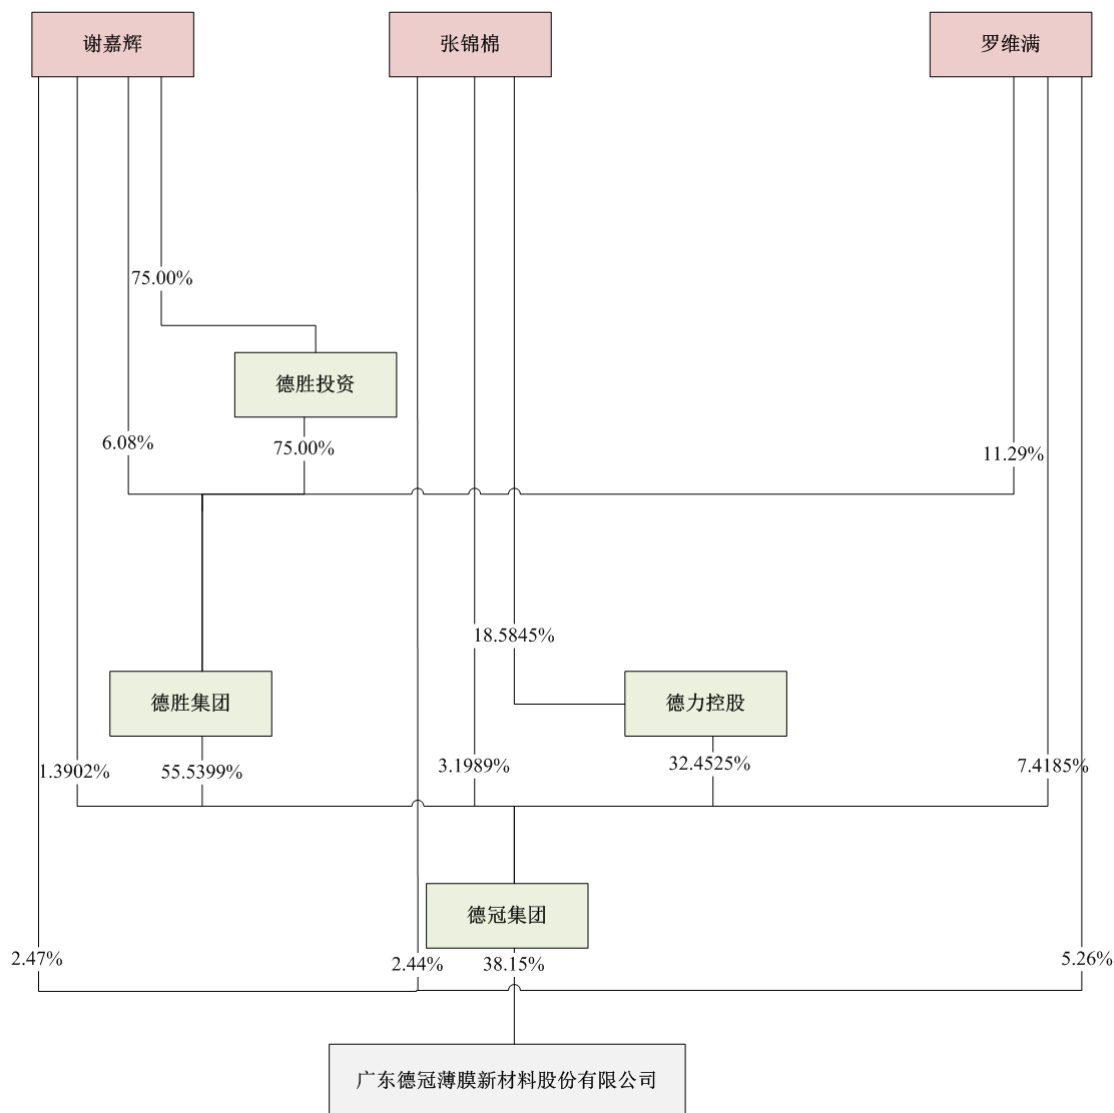 谢嘉辉
张锦棉
罗维满
75.00%
德胜投资
6.08%
75.00%
11.29%
18.5845%
德胜集团
德力控股
1.3902%
55.5399%
3.1989%
32.4525%
7.4185%
德冠集团
2.47%
2.44%
38.15%
5.26%
广东德冠薄膜新材料股份有限公司